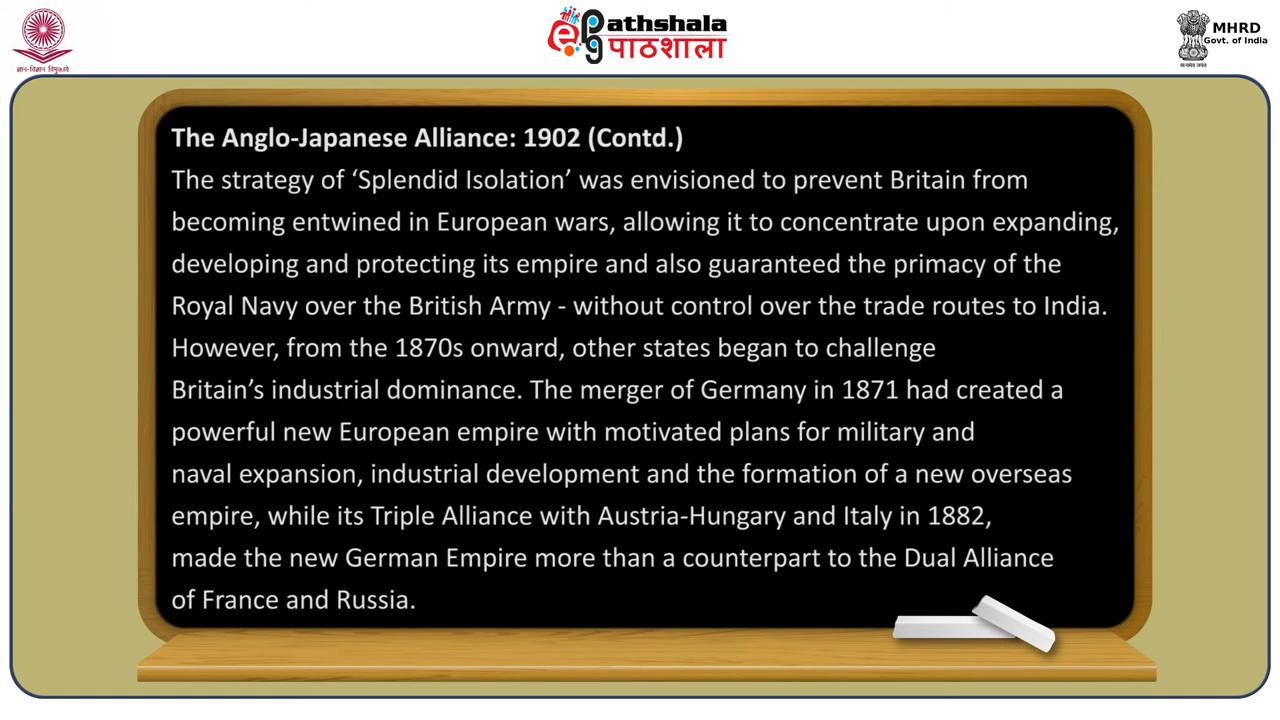 ज्ञान-विज्ञान विमुक्तये
epathshala
पाठशाला
MHRD
Govt. of India
सत्यमेव जयते
The Anglo-Japanese Alliance: 1902 (Contd.)
The strategy of ‘Splendid Isolation’ was envisioned to prevent Britain from
becoming entwined in European wars, allowing it to concentrate upon expanding,
developing and protecting its empire and also guaranteed the primacy of the
Royal Navy over the British Army - without control over the trade routes to India.
However, from the 1870s onward, other states began to challenge
Britain’s industrial dominance. The merger of Germany in 1871 had created a
powerful new European empire with motivated plans for military and
naval expansion, industrial development and the formation of a new overseas
empire, while its Triple Alliance with Austria-Hungary and Italy in 1882,
made the new German Empire more than a counterpart to the Dual Alliance
of France and Russia.